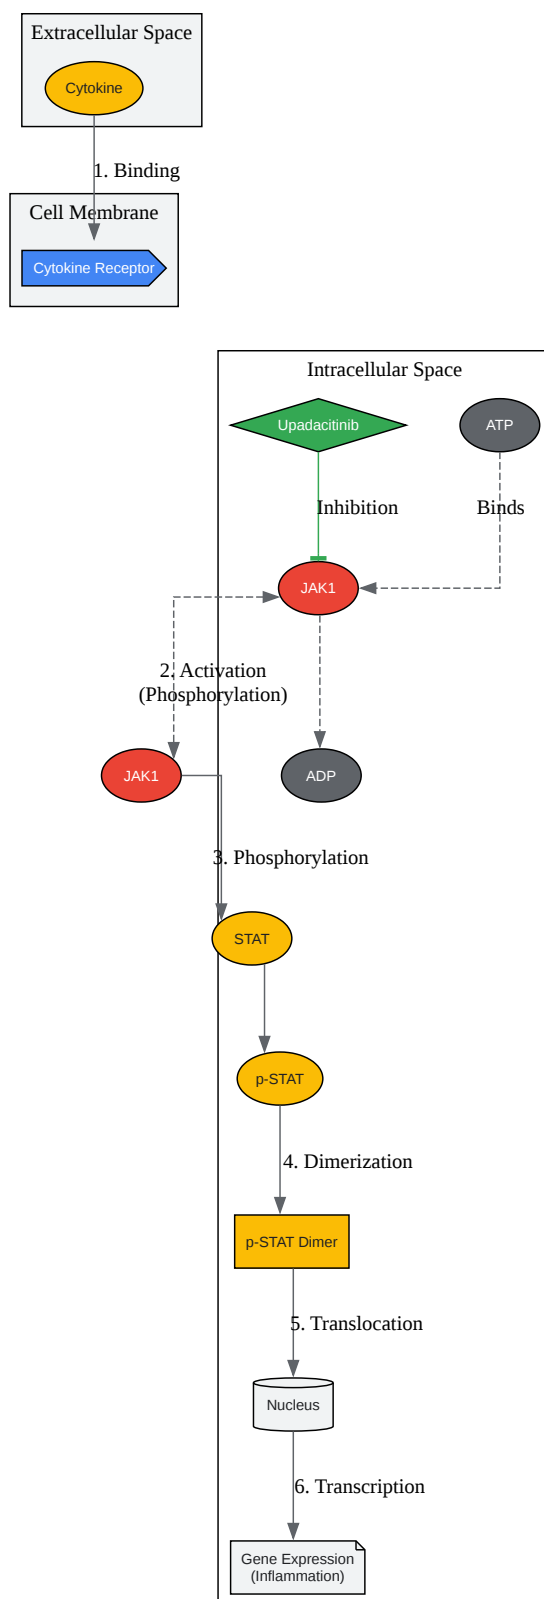 Extracellular Space
Cytokine
1. Binding
Cell Membrane
Cytokine Receptor
Intracellular Space
Upadacitinib
ATP
Inhibition
Binds
JAK1
2. Activation
(Phosphorylation)
JAK1
ADP
3. Phosphorylation
STAT
p-STAT
4. Dimerization
p-STAT Dimer
5. Translocation
Nucleus
6. Transcription
Gene Expression
(Inflammation)